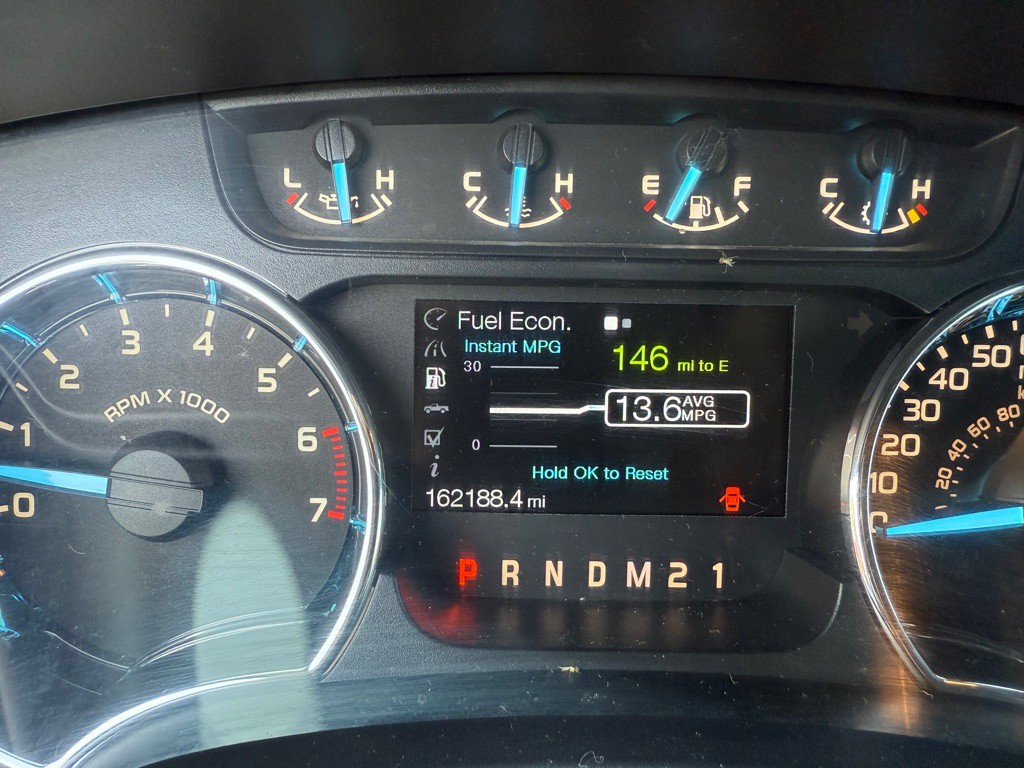 L H
C H
E F
C H
0 1 2 3 4 5 6 7
RPM X 1000
Fuel Econ.
Instant MPG
30
0
146 mi to E
13.6 AVG MPG
Hold OK to Reset
162188.4 mi
P R N D M 2 1
0 10 20 30 40 50
20 40 60 80